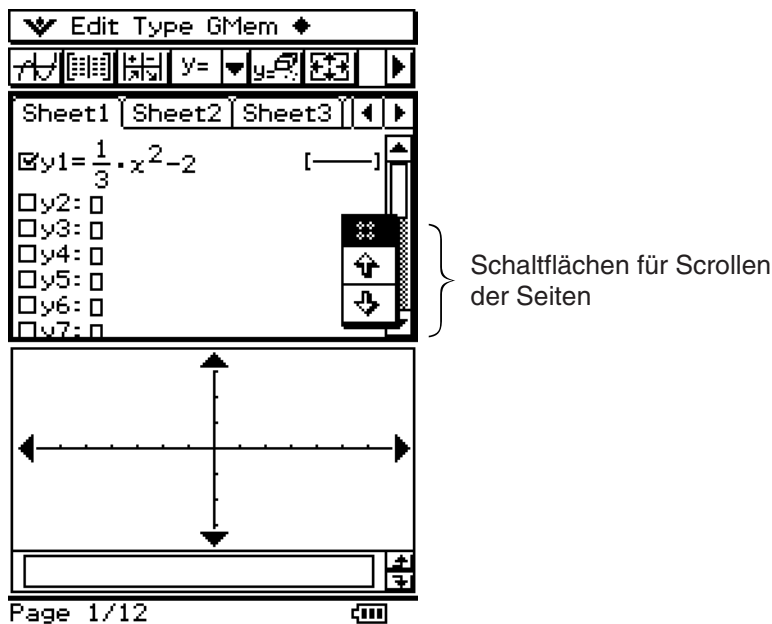 Edit Type GMem
y=
y=
Sheet1 Sheet2 Sheet3
y1=1/3·x²-2 [——]
y2:
y3:
y4:
y5:
y6:
y7:
Schaltflächen für Scrollen
der Seiten
Page 1/12